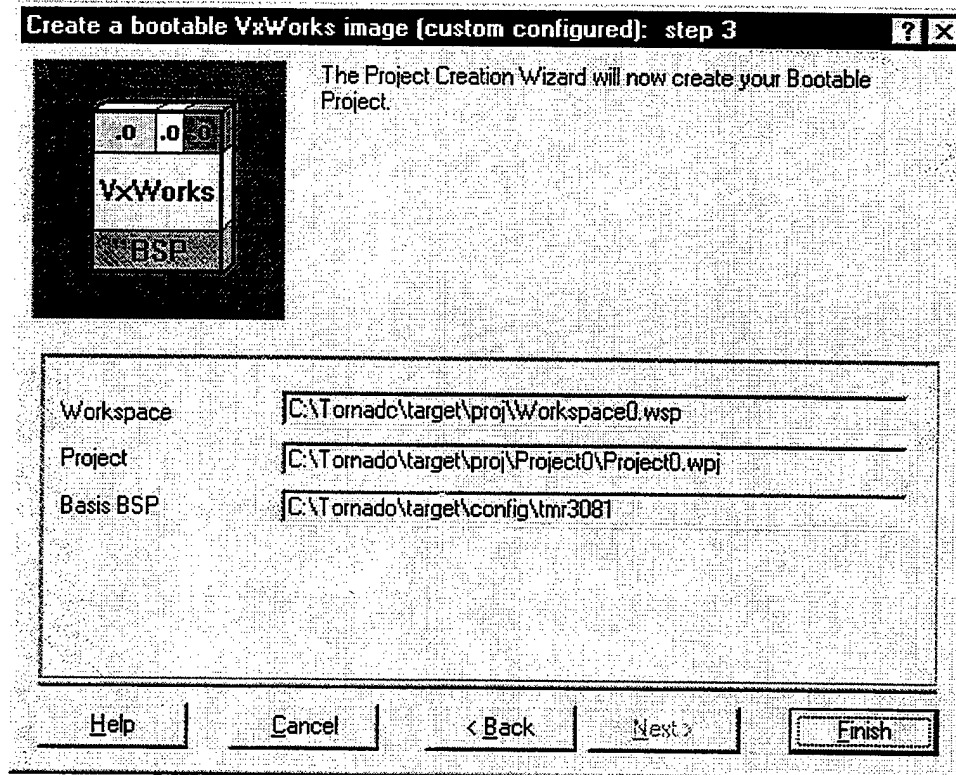 Create a bootable VxWorks image (custom configured): step 3
? X
The Project Creation Wizard will now create your Bootable
Project.
.0 .0 .0
VxWorks
BSP
Workspace C:\Tornado\target\proj\Workspace0.wsp
Project C:\Tornado\target\proj\Project0\Project0.wpj
Basis BSP C:\Tornado\target\config\tmr3081
Help Cancel < Back Next > Finish